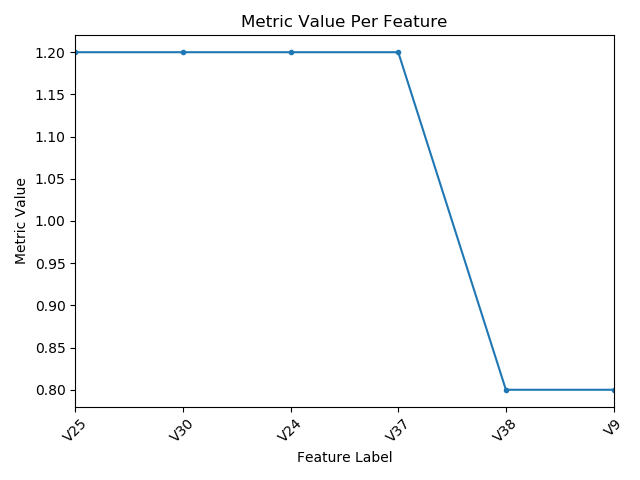 Metric Value Per Feature
1.20
1.15
1.10
1.05
1.00
0.95
0.90
0.85
0.80
Metric Value
V25 V30 V24 V37 V38 V9
Feature Label